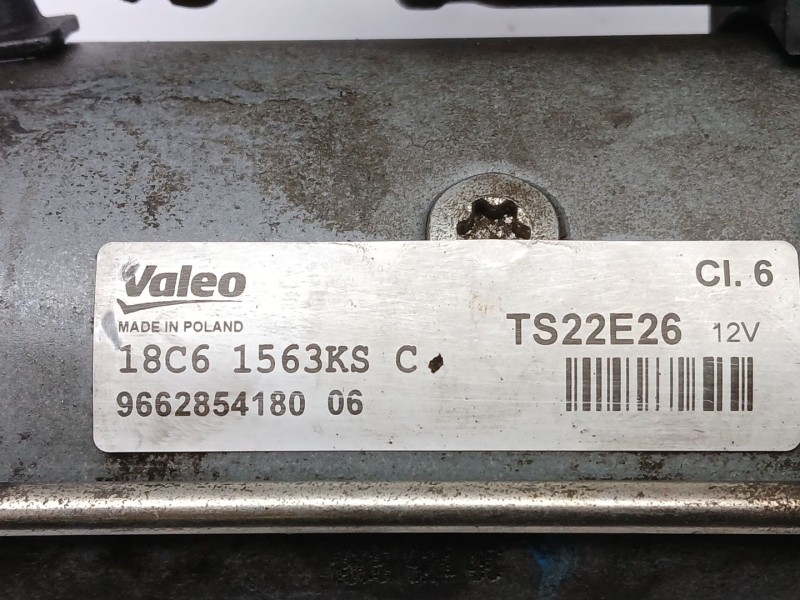 Valeo
MADE IN POLAND
18C6 1563KS C
9662854180 06
Cl. 6
TS22E26 12V